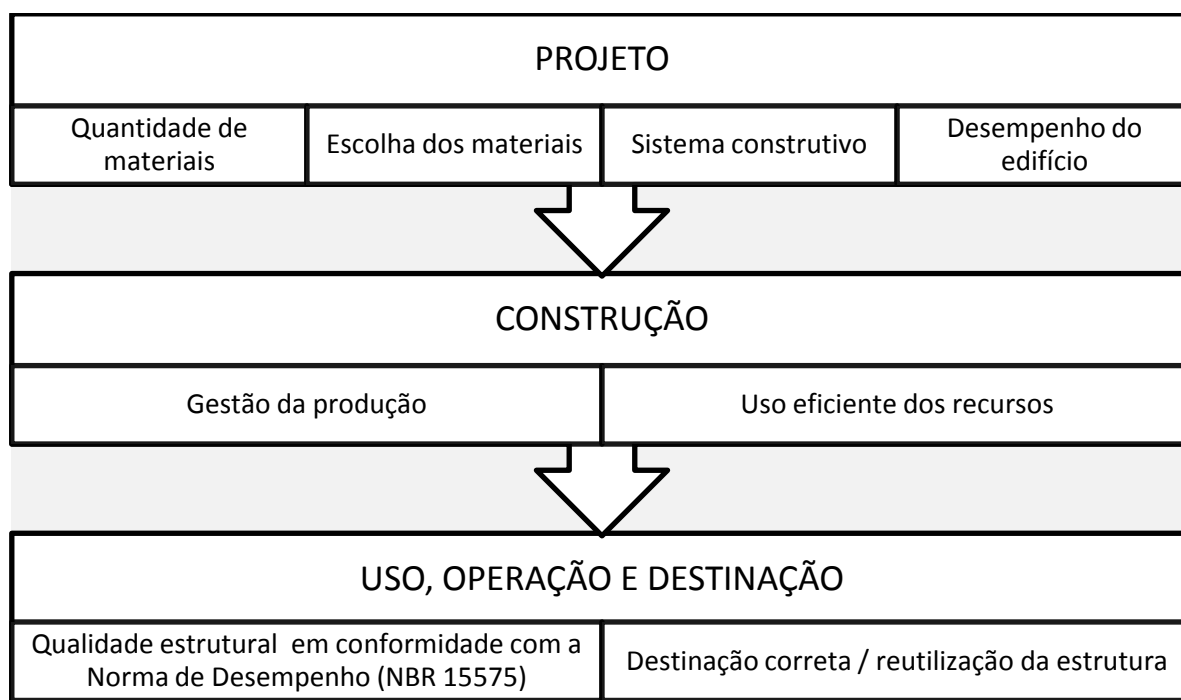 PROJETO
Quantidade de
materiais
Escolha dos materiais
Sistema construtivo
Desempenho do
edifício
CONSTRUÇÃO
Gestão da produção
Uso eficiente dos recursos
USO, OPERAÇÃO E DESTINAÇÃO
Qualidade estrutural em conformidade com a
Norma de Desempenho (NBR 15575)
Destinação correta / reutilização da estrutura